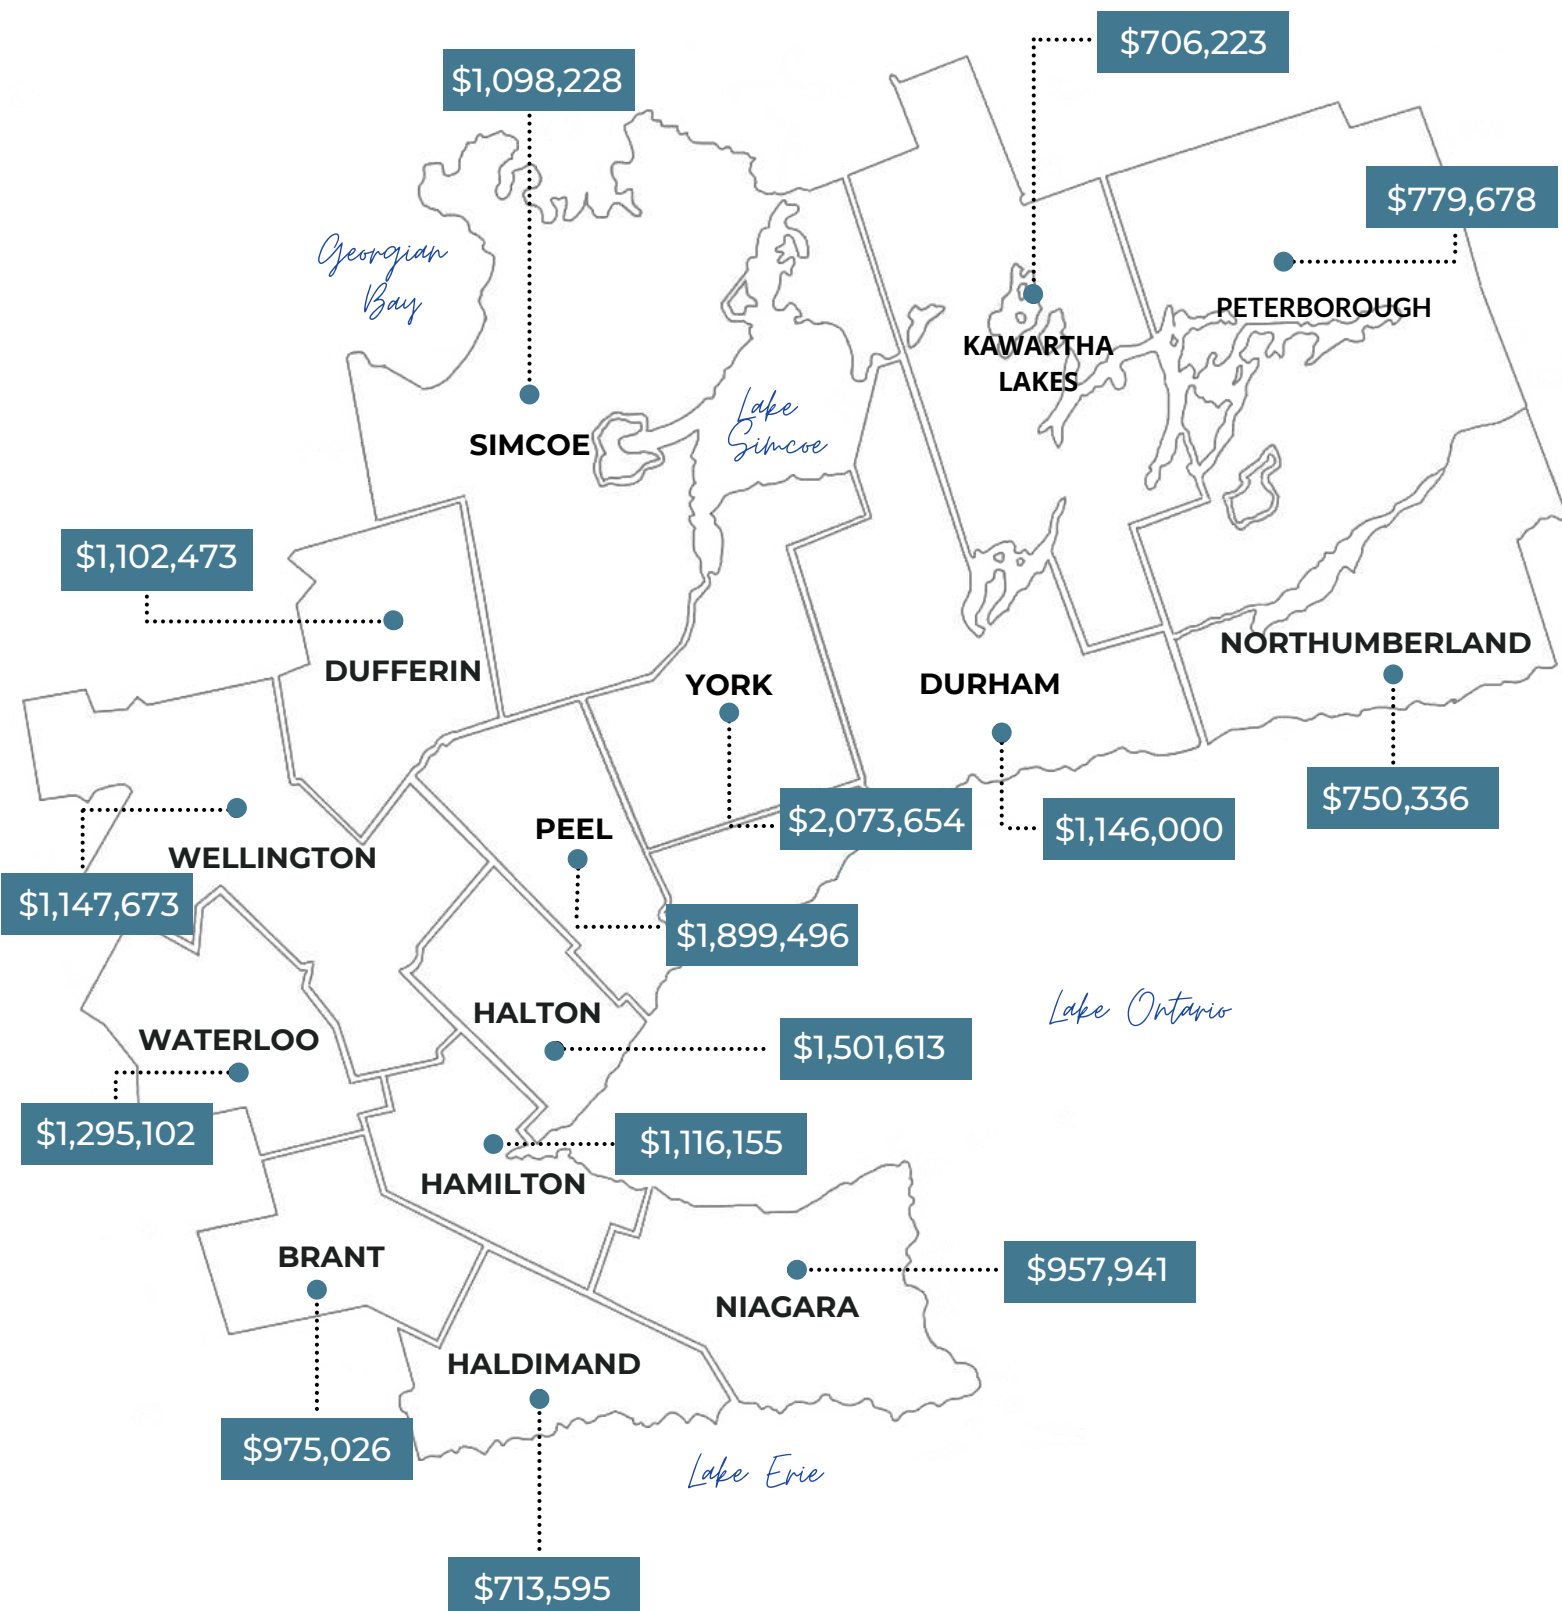 $706,223
$1,098,228
$779,678
Georgian
Bay
PETERBOROUGH
KAWARTHA
LAKES
Lake
Simcoe
SIMCOE
$1,102,473
DUFFERIN
NORTHUMBERLAND
YORK
DURHAM
$750,336
$2,073,654
$1,146,000
PEEL
WELLINGTON
$1,147,673
$1,899,496
HALTON
Lake Ontario
WATERLOO
$1,501,613
$1,295,102
$1,116,155
HAMILTON
BRANT
$957,941
NIAGARA
HALDIMAND
$975,026
Lake Erie
$713,595